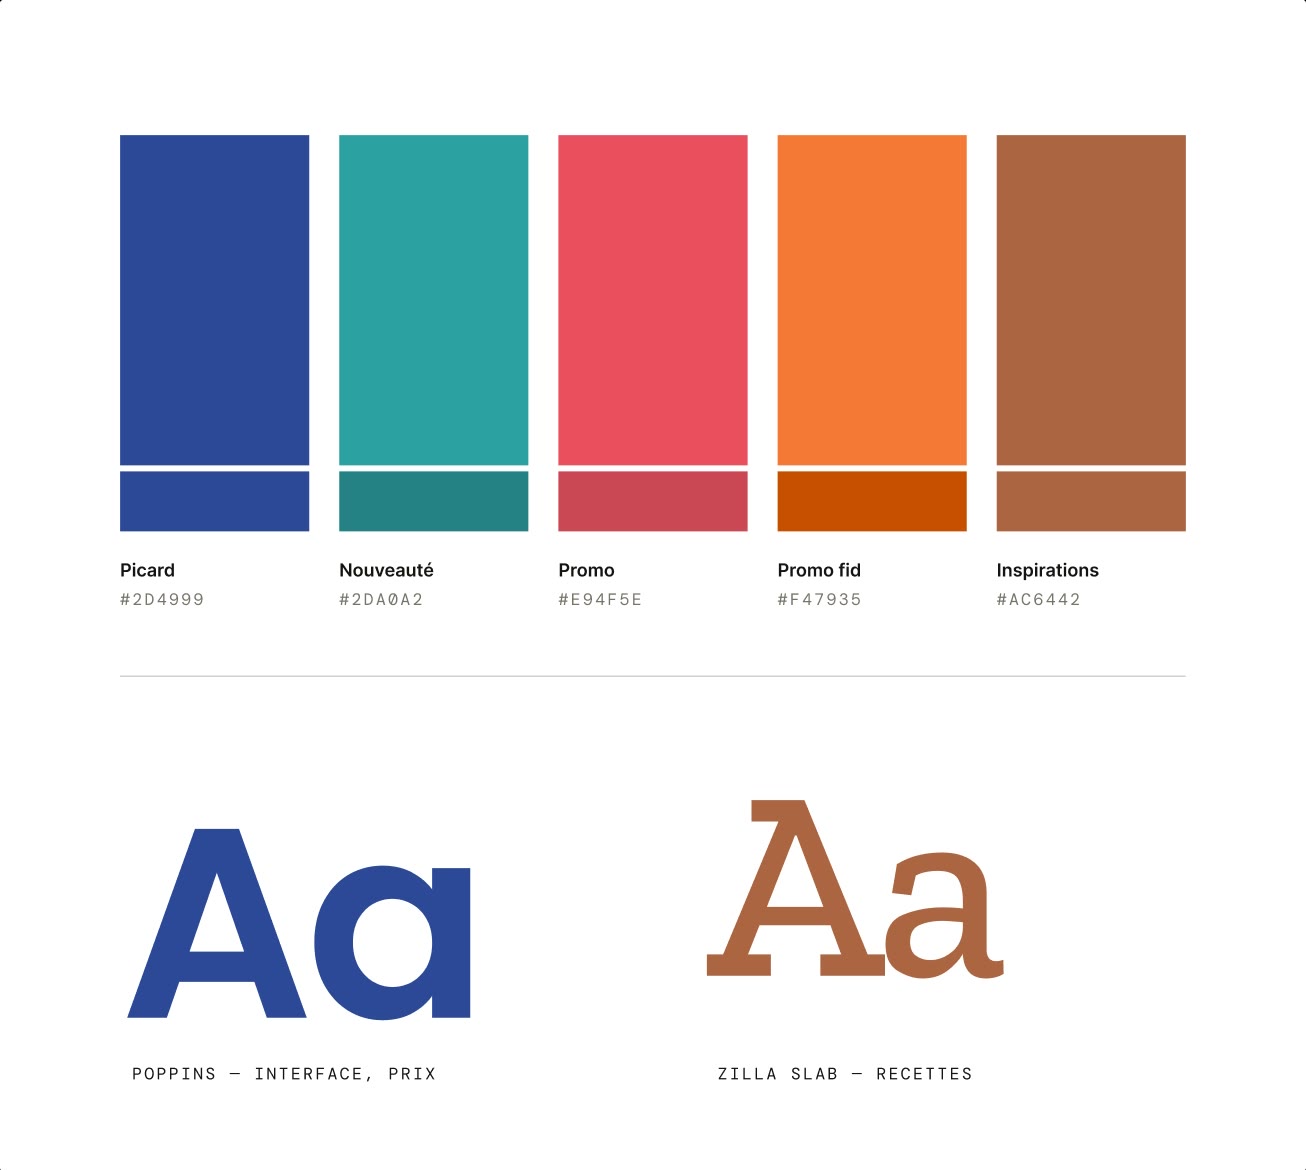 Picard
#2D4999
Nouveauté
#2DA0A2
Promo
#E94F5E
Promo fid
#F47935
Inspirations
#AC6442
Aa
POPPINS — INTERFACE, PRIX
Aa
ZILLA SLAB — RECETTES